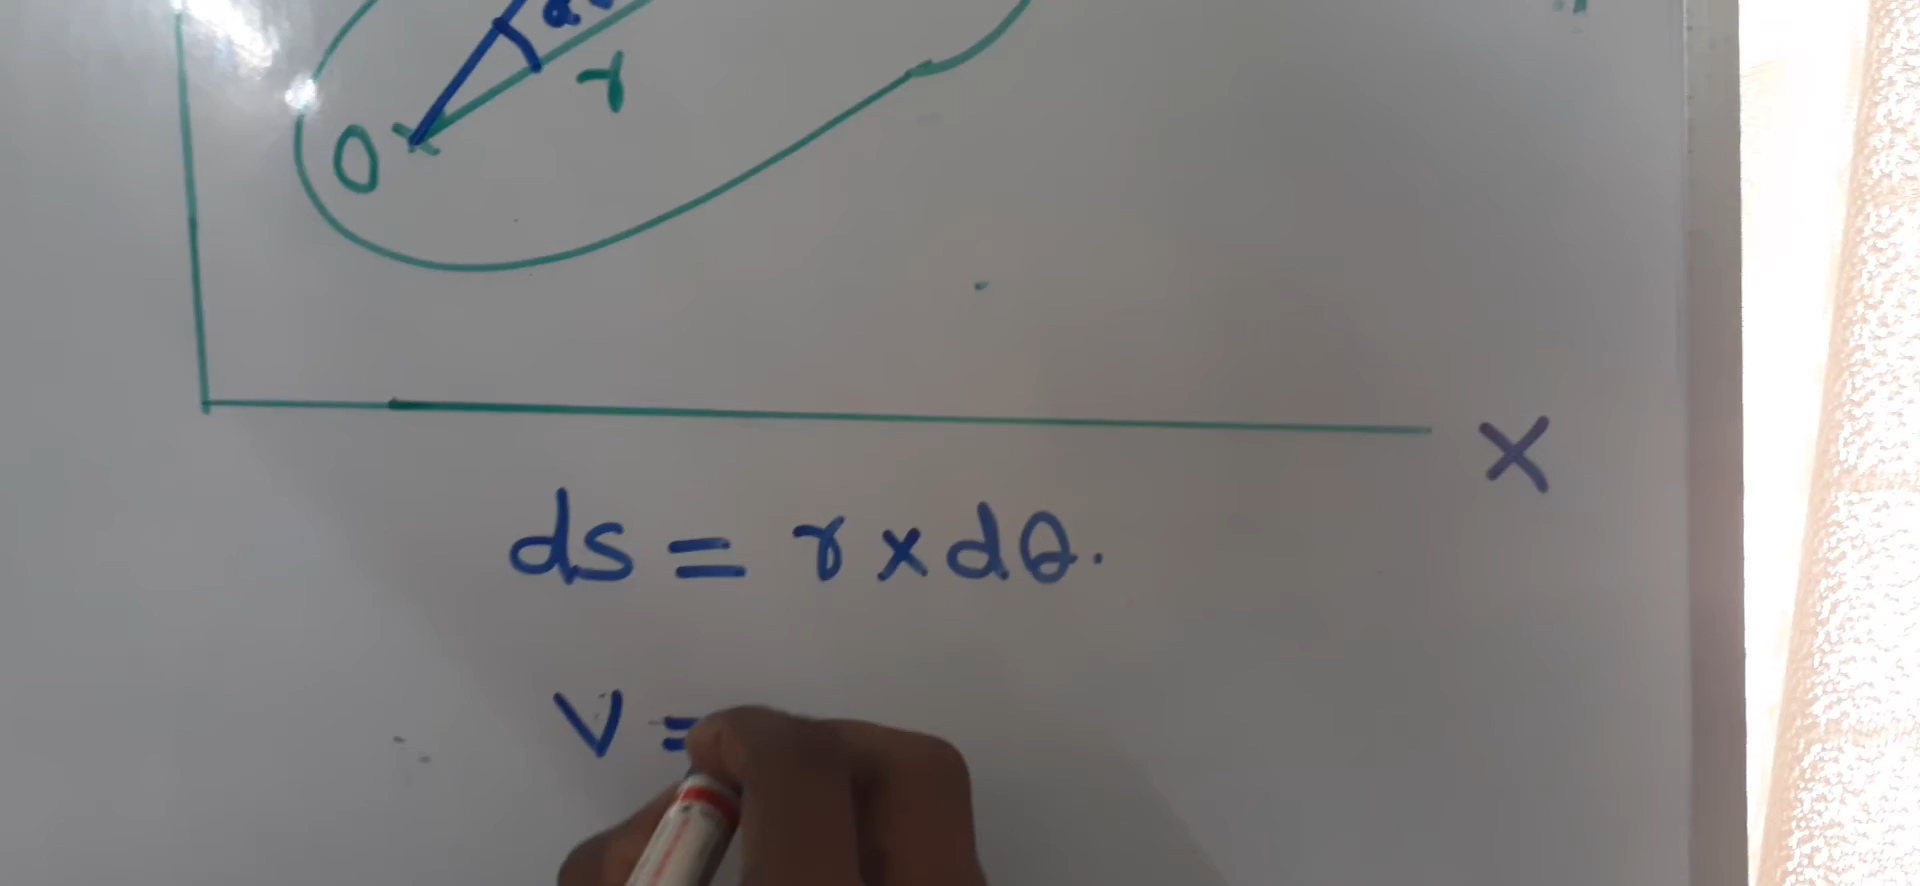 r
O
X
ds = r × dθ.
V =